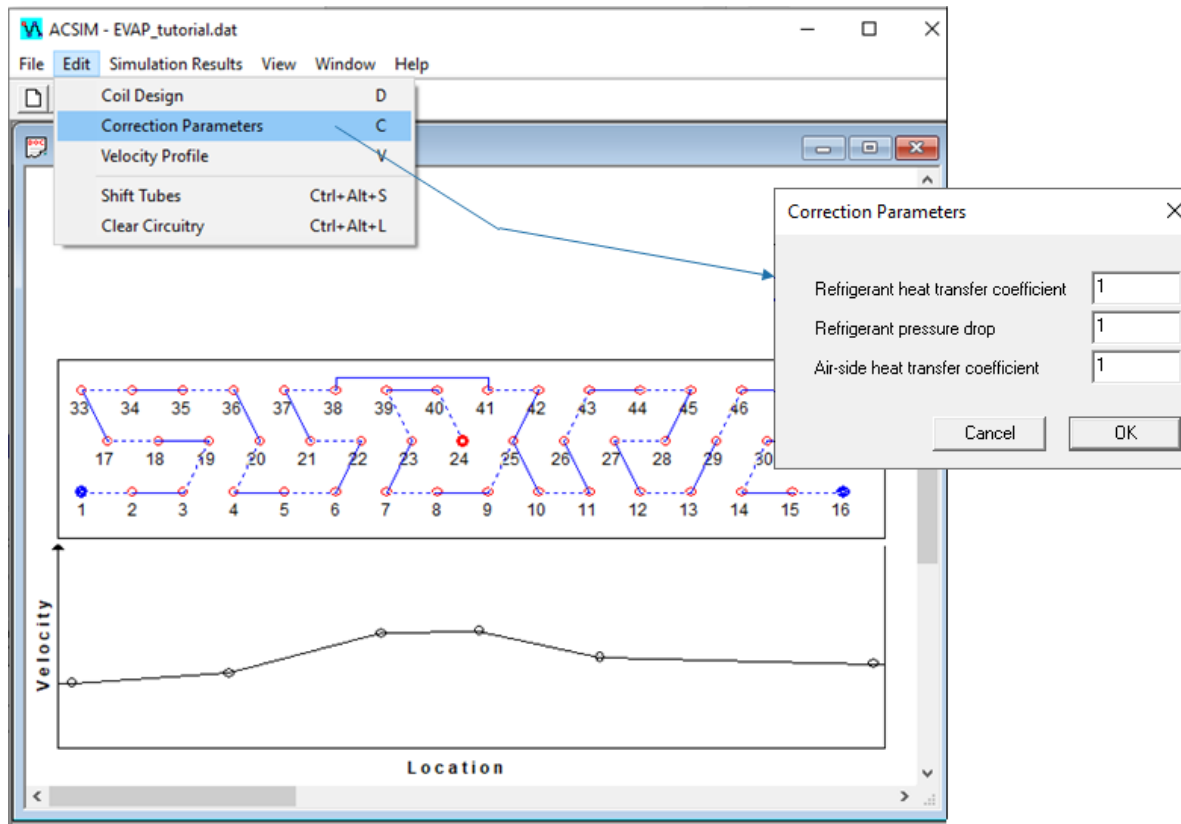 ACSIM - EVAP_tutorial.dat
File Edit Simulation Results View Window Help
Coil Design D
Correction Parameters C
Velocity Profile V
Shift Tubes Ctrl+Alt+S
Clear Circuitry Ctrl+Alt+L
Correction Parameters
Refrigerant heat transfer coefficient 1
Refrigerant pressure drop 1
Air-side heat transfer coefficient 1
Cancel OK
33 34 35 36 37 38 39 40 41 42 43 44 45 46
17 18 19 20 21 22 23 24 25 26 27 28 29 30
1 2 3 4 5 6 7 8 9 10 11 12 13 14 15 16
Velocity
Location